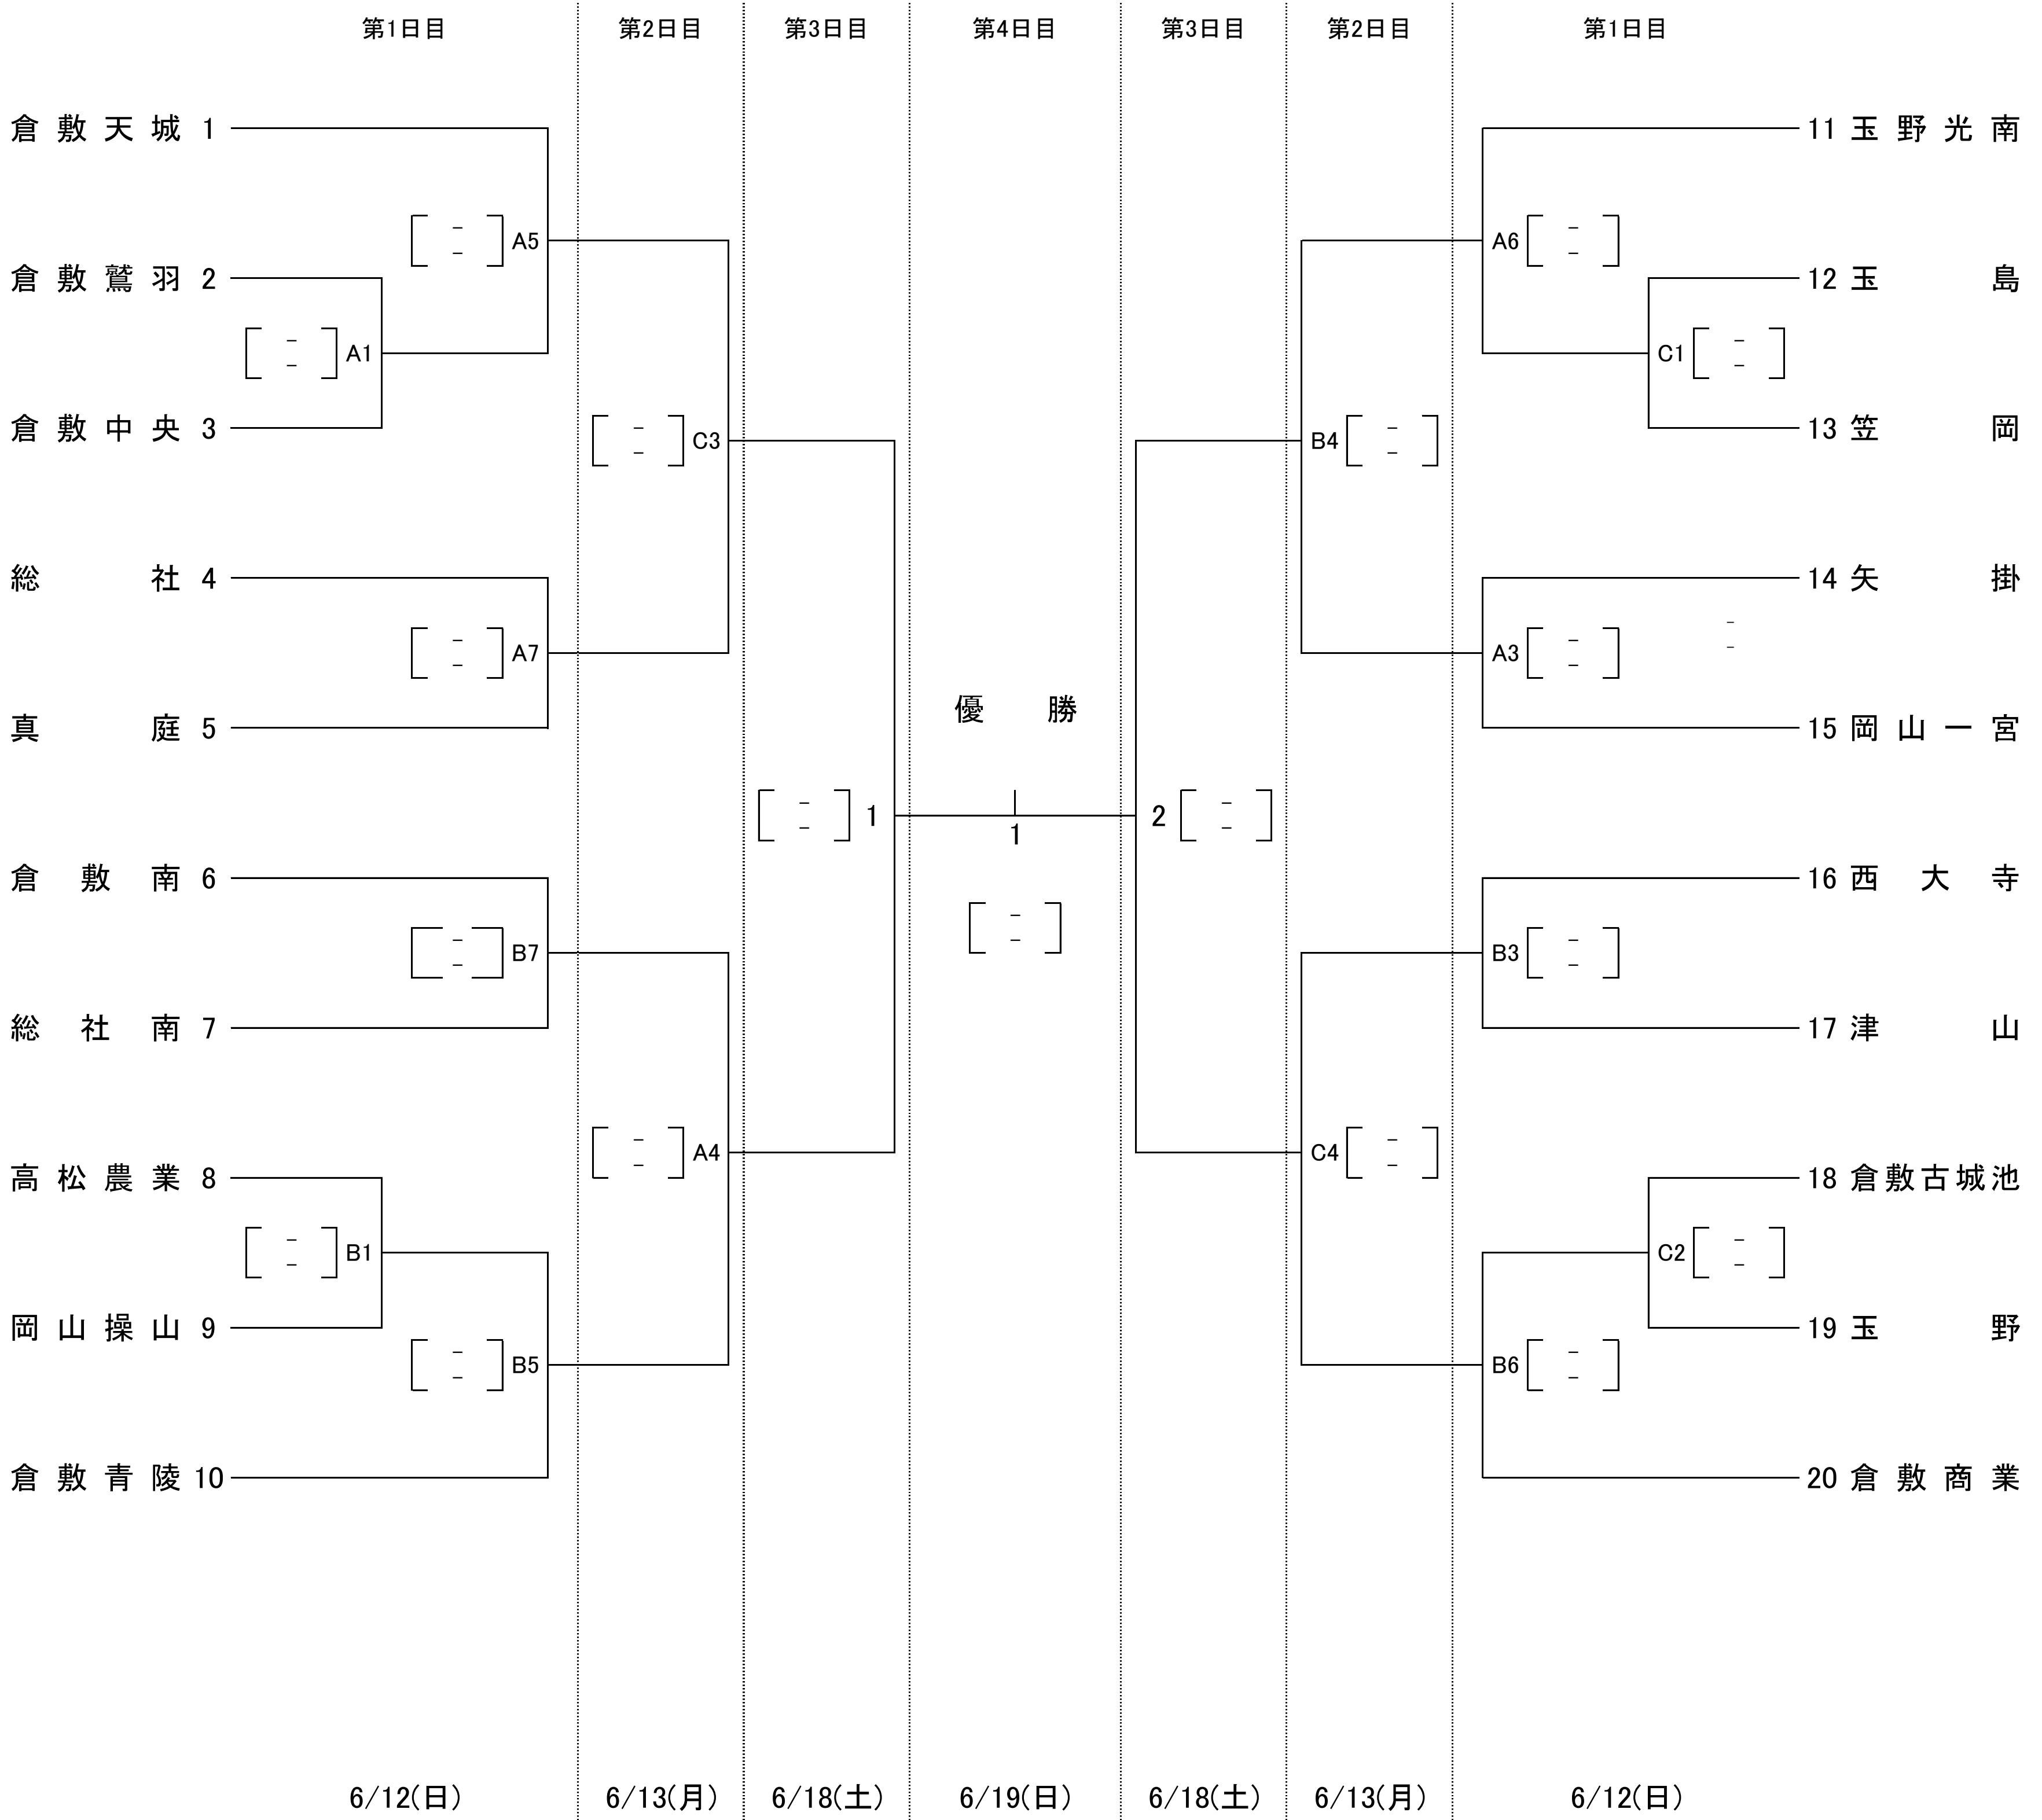 第1日目 第2日目 第3日目 第4日目 第3日目 第2日目 第1日目
倉敷天城 1 11 玉野光南
[ - - ] A5 A6 [ - - ]
倉敷鷲羽 2 12 玉島
[ - - ] A1 C1 [ - - ]
倉敷中央 3 13 笠岡
[ - - ] C3 B4 [ - - ]
総社 4 14 矢掛
[ - - ] A7 A3 [ - - ] - -
真庭 5 15 岡山一宮
優勝
[ - - ] 1 1 2 [ - - ]
倉敷南 6 16 西大寺
[ - - ] B7 [ - - ] B3 [ - - ]
総社南 7 17 津山
[ - - ] A4 C4 [ - - ]
高松農業 8 18 倉敷古城池
[ - - ] B1 C2 [ - - ]
岡山操山 9 19 玉野
[ - - ] B5 B6 [ - - ]
倉敷青陵 10 20 倉敷商業
6/12(日) 6/13(月) 6/18(土) 6/19(日) 6/18(土) 6/13(月) 6/12(日)